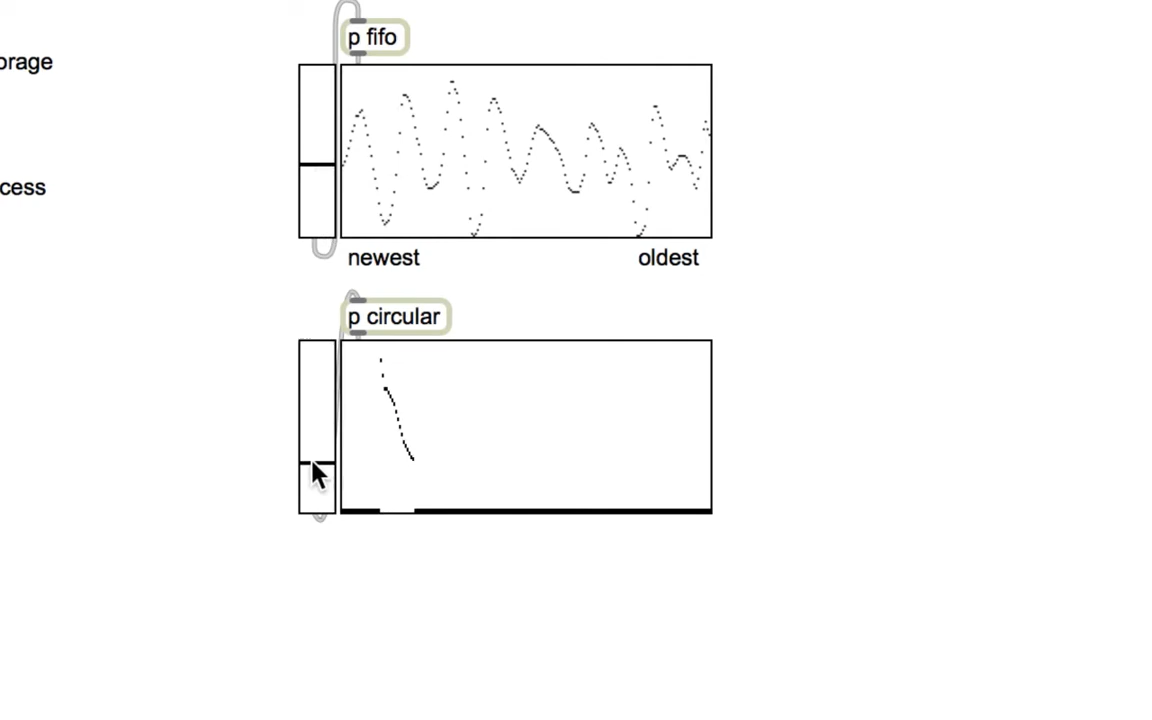 p fifo
orage
cess
newest oldest
p circular